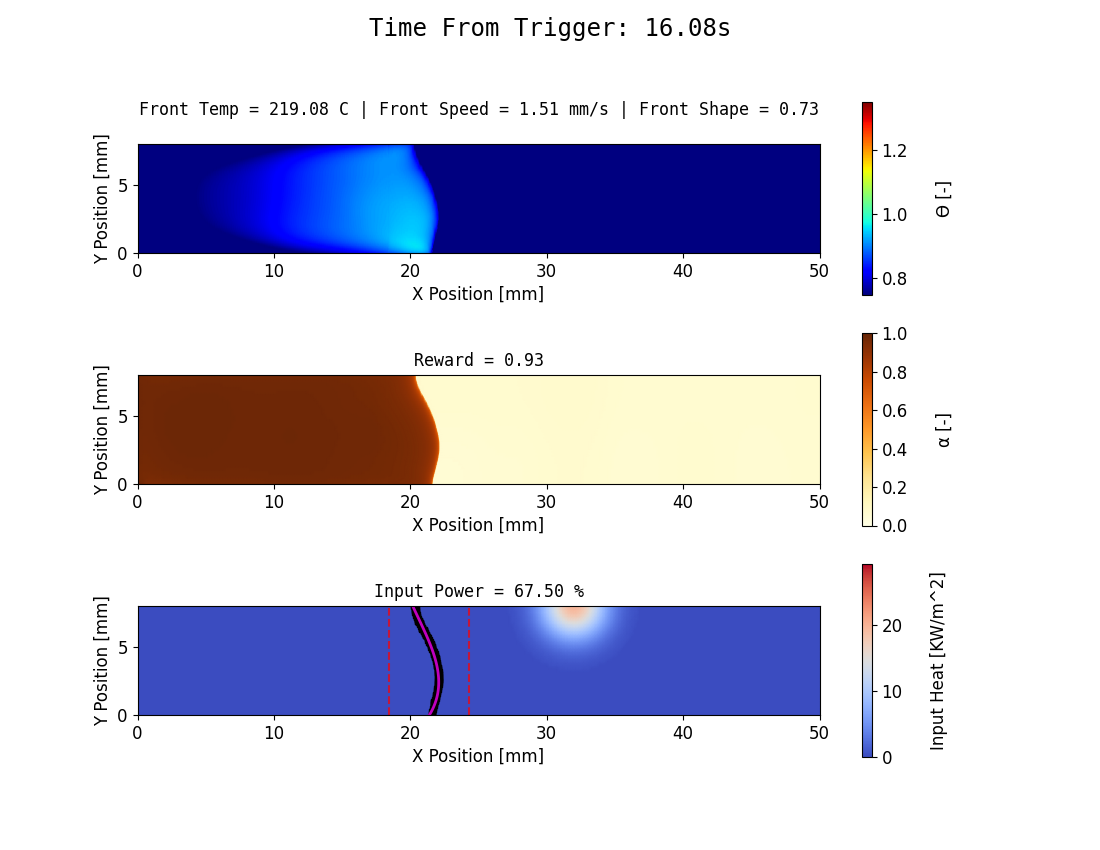 Time From Trigger: 16.08s
Front Temp = 219.08 C | Front Speed = 1.51 mm/s | Front Shape = 0.73
Y Position [mm]
5
0
0 10 20 30 40 50
X Position [mm]
1.2
1.0
0.8
Θ [-]
Reward = 0.93
Y Position [mm]
5
0
0 10 20 30 40 50
X Position [mm]
1.0
0.8
0.6
0.4
0.2
0.0
α [-]
Input Power = 67.50 %
Y Position [mm]
5
0
0 10 20 30 40 50
X Position [mm]
20
10
0
Input Heat [KW/m^2]